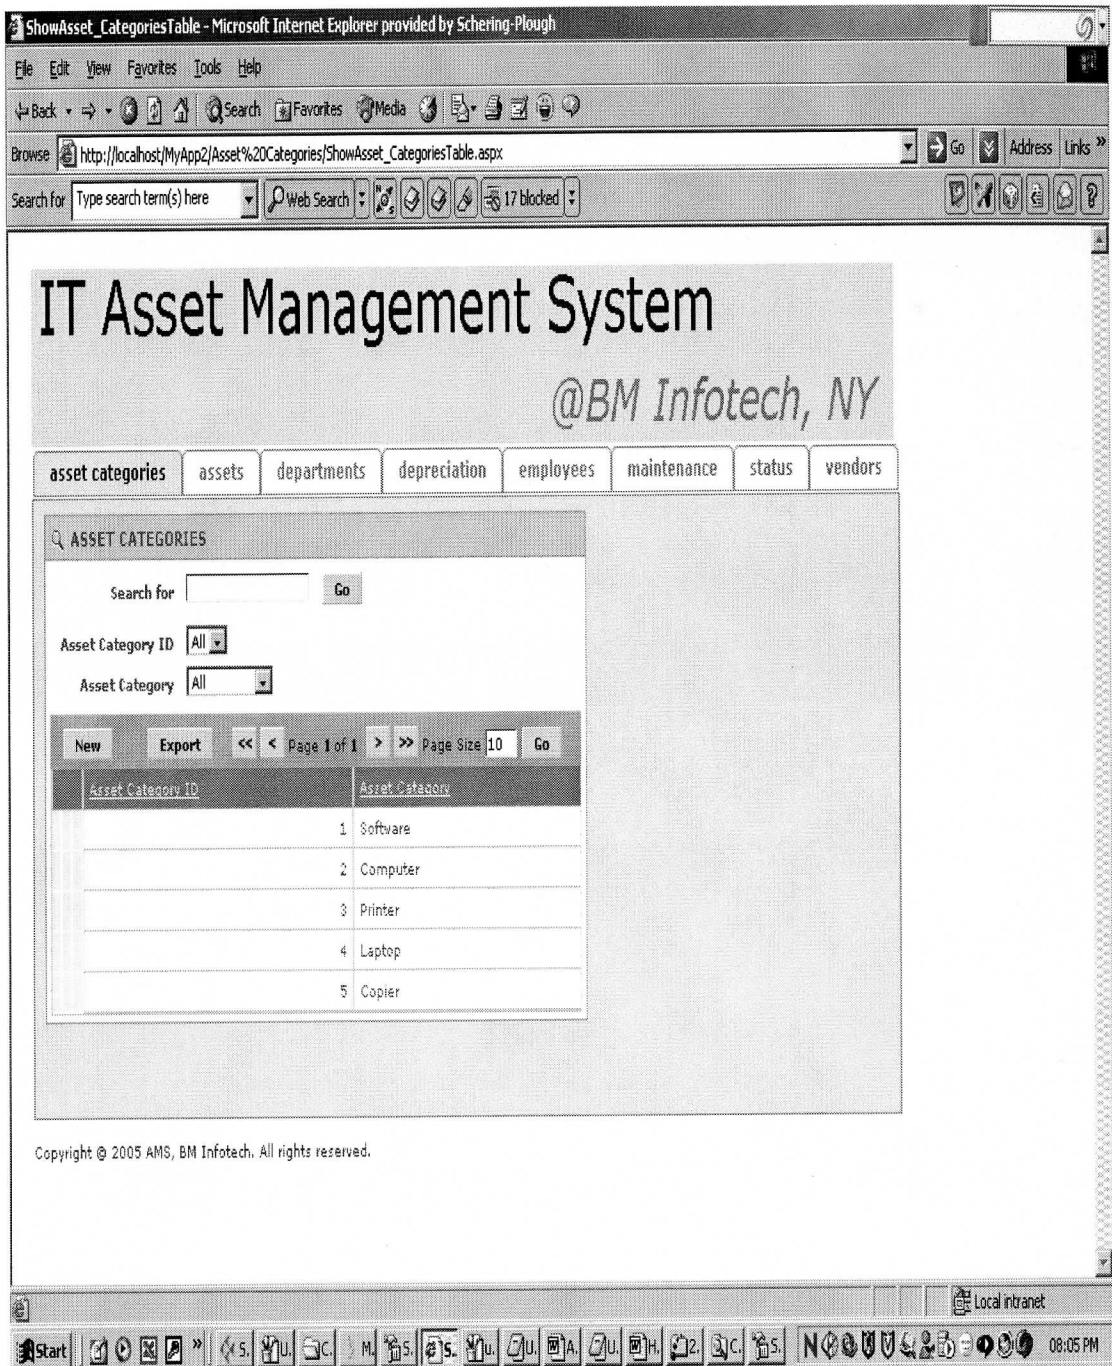 ShowAsset_CategoriesTable - Microsoft Internet Explorer provided by Schering-Plough
File Edit View Favorites Tools Help
Back Search Favorites Media
Browse http://localhost/MyApp2/Asset%20Categories/ShowAsset_CategoriesTable.aspx Go Address Links »
Search for Type search term(s) here Web Search 17 blocked
IT Asset Management System
@BM Infotech, NY
asset categories assets departments depreciation employees maintenance status vendors
ASSET CATEGORIES
Search for Go
Asset Category ID All
Asset Category All
New Export << < Page 1 of 1 > >> Page Size 10 Go
Asset Category ID Asset Category
1 Software
2 Computer
3 Printer
4 Laptop
5 Copier
Copyright @ 2005 AMS, BM Infotech. All rights reserved.
Local intranet
Start » S. U. C. M. S. S. U. U. A. U. H. 2. C. S. 08:05 PM